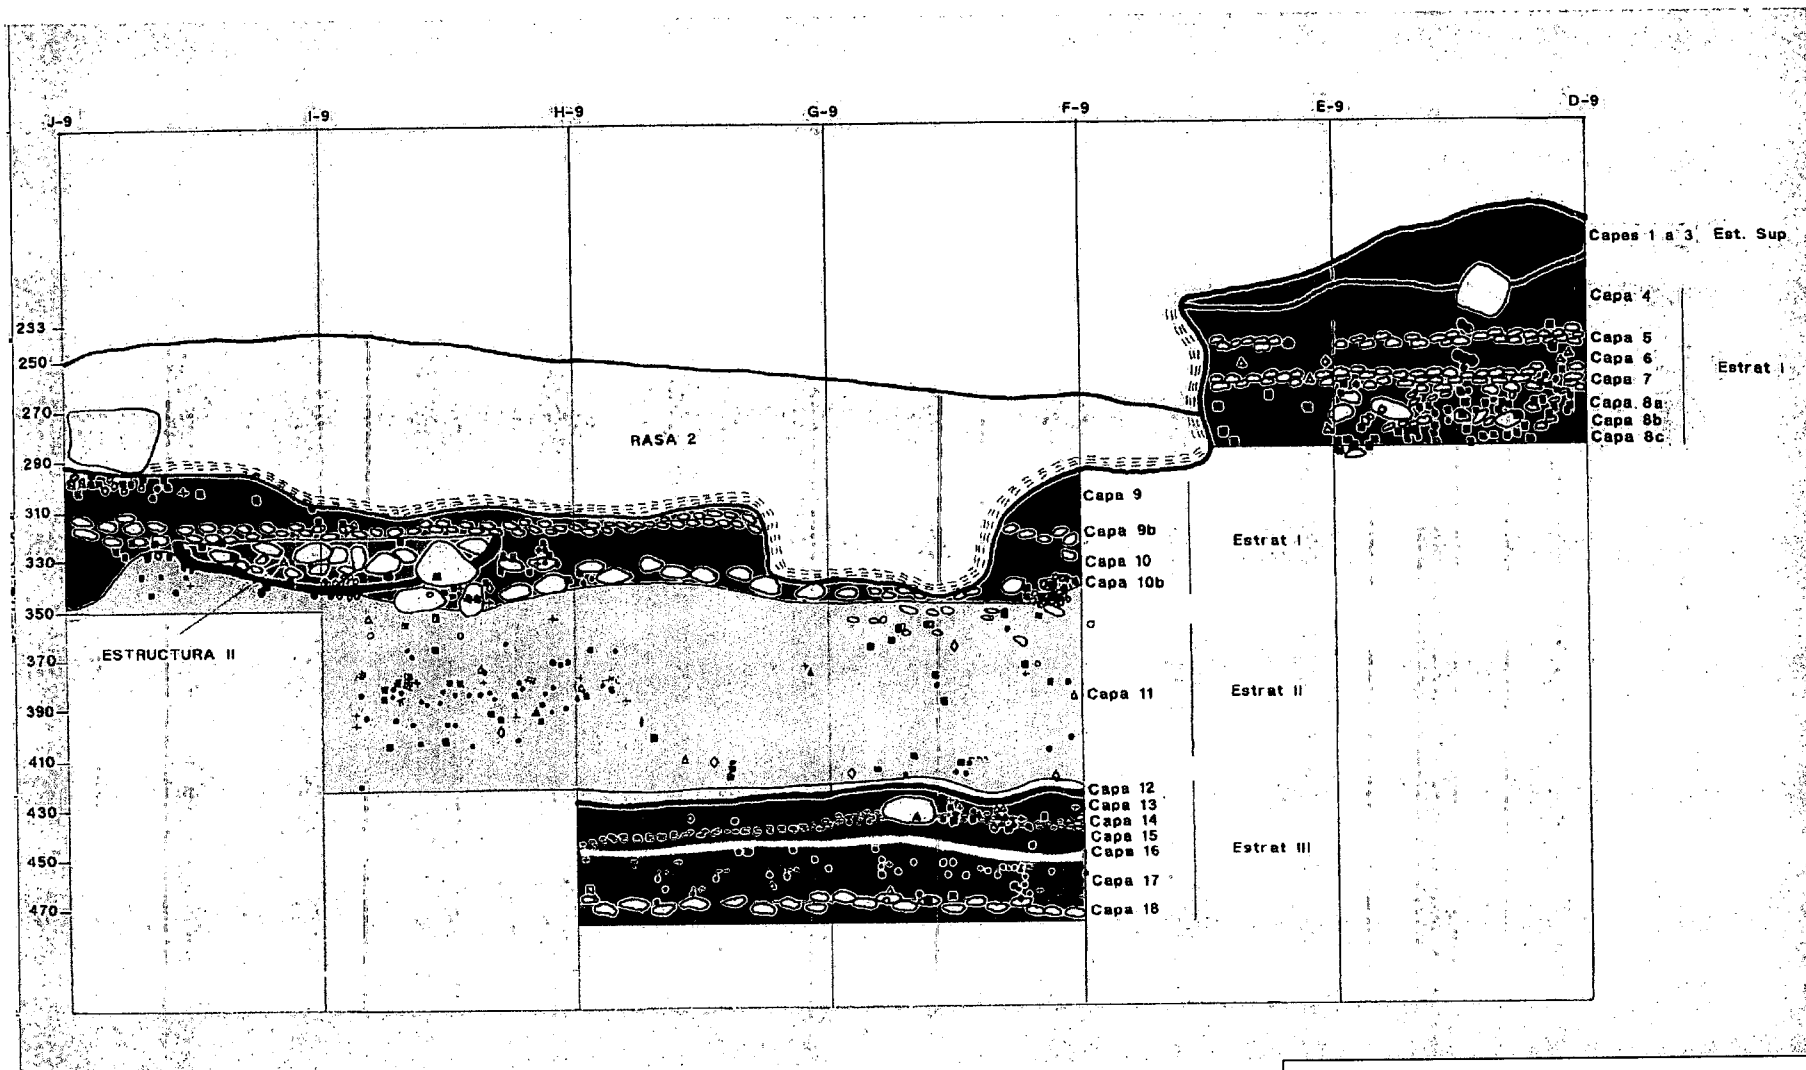 J-9 I-9 H-9 G-9 F-9 E-9 D-9
Capes 1 a 3 Est. Sup
Capa 4
Capa 5
Capa 6
Capa 7
Capa 8a
Capa 8b
Capa 8c
Estrat I
233
250
270
290
310
330
350
370
390
410
430
450
470
RASA 2
ESTRUCTURA II
Capa 9
Capa 9b
Capa 10
Capa 10b
Estrat I
Capa 11
Estrat II
Capa 12
Capa 13
Capa 14
Capa 15
Capa 16
Capa 17
Capa 18
Estrat III